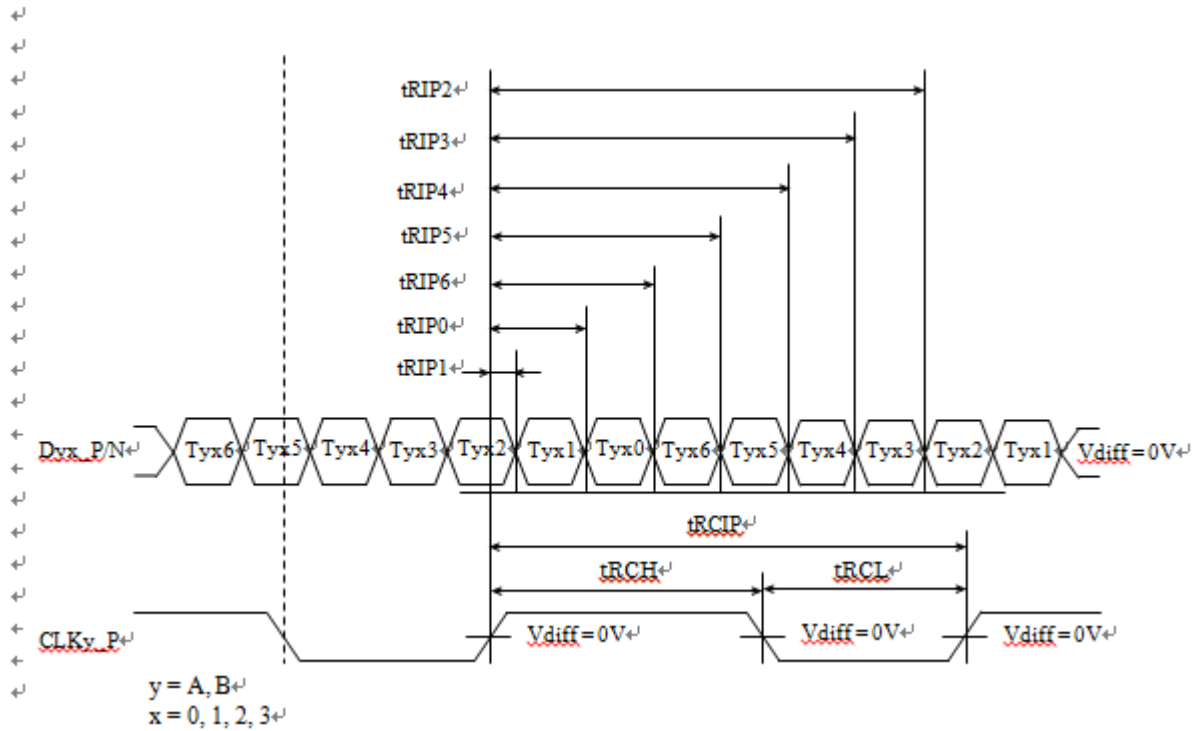 tRIP2↵
tRIP3↵
tRIP4↵
tRIP5↵
tRIP6↵
tRIP0↵
tRIP1↵
Dyx_P/N↵ Tyx6 Tyx5 Tyx4 Tyx3 Tyx2 Tyx1 Tyx0 Tyx6 Tyx5 Tyx4 Tyx3 Tyx2 Tyx1 Vdiff=0V↵
tRCIP↵
tRCH↵ tRCL↵
CLKy_P↵ Vdiff=0V↵ Vdiff=0V↵ Vdiff=0V↵
y = A, B↵
x = 0, 1, 2, 3↵